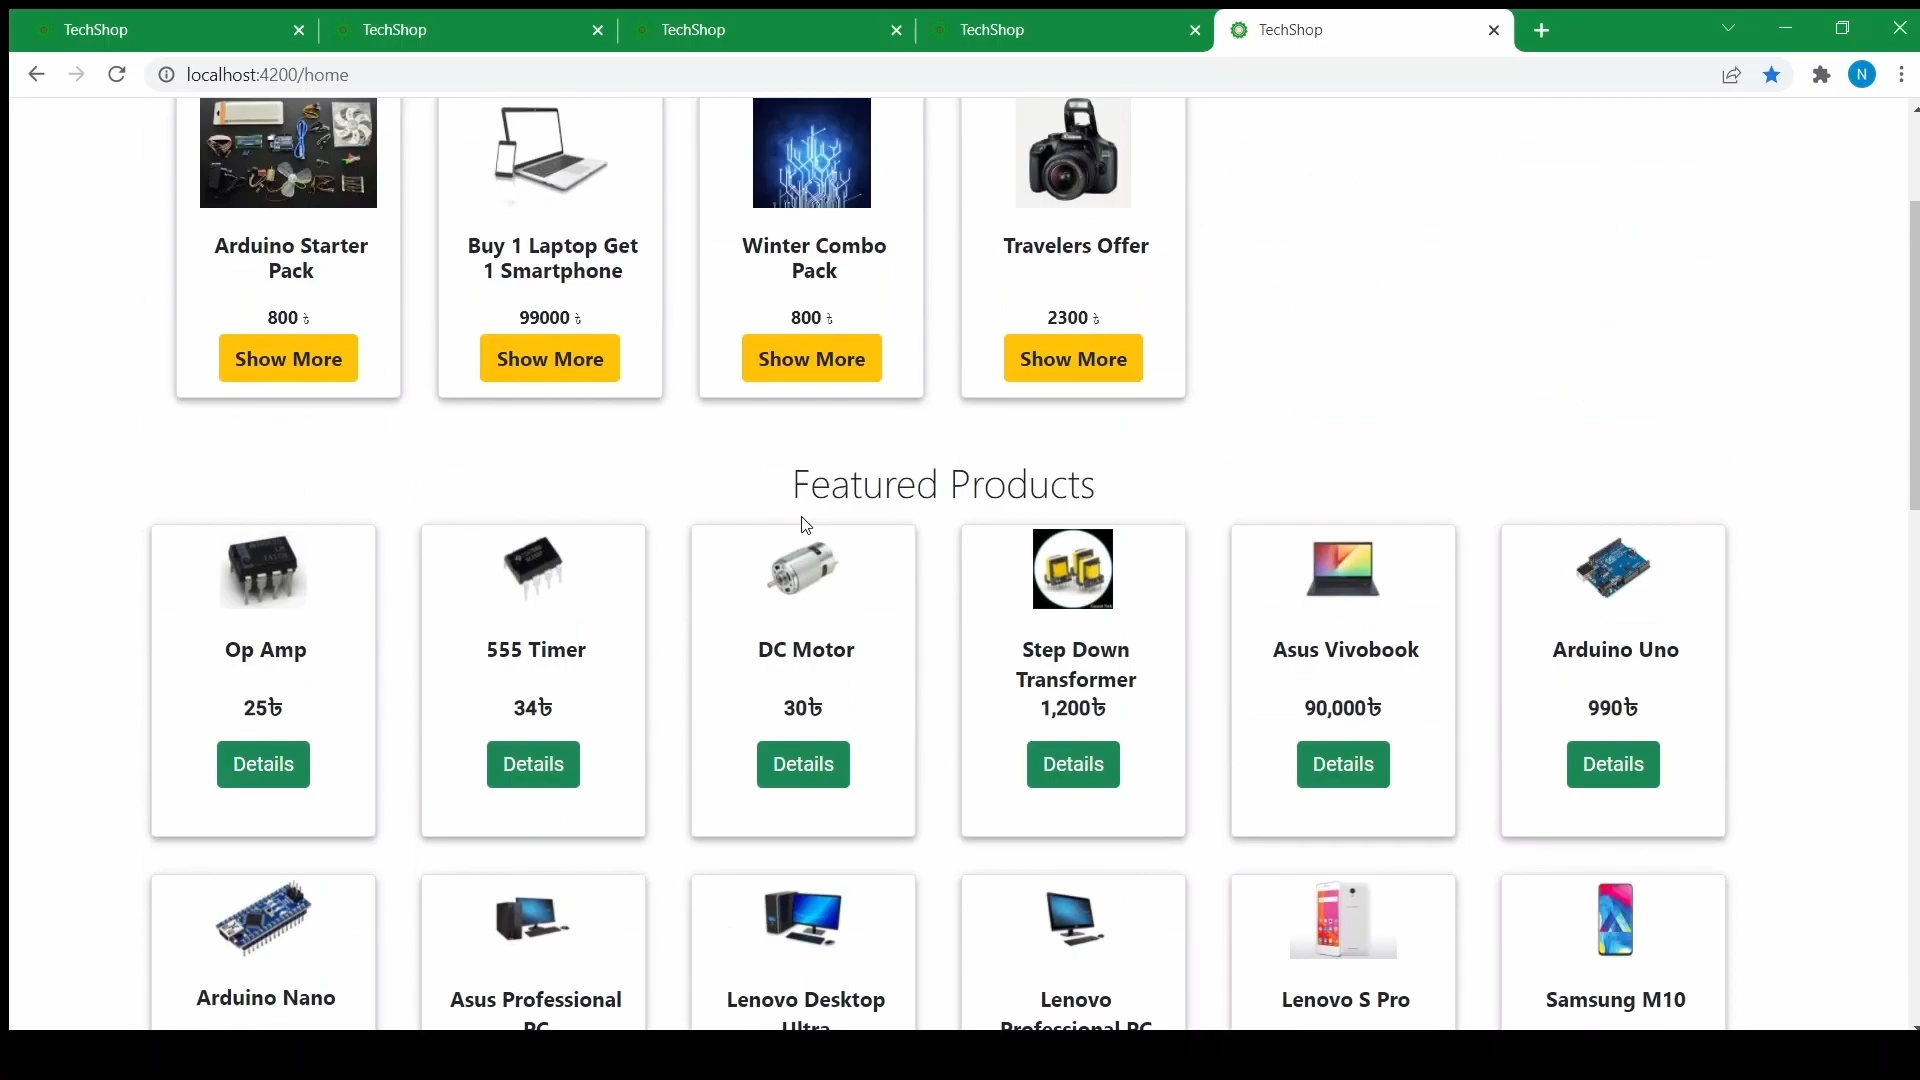 TechShop TechShop TechShop TechShop TechShop
localhost:4200/home
N
Arduino Starter Pack
800 ৳
Show More
Buy 1 Laptop Get 1 Smartphone
99000 ৳
Show More
Winter Combo Pack
800 ৳
Show More
Travelers Offer
2300 ৳
Show More
Featured Products
Op Amp
25৳
Details
555 Timer
34৳
Details
DC Motor
30৳
Details
Step Down Transformer
1,200৳
Details
Asus Vivobook
90,000৳
Details
Arduino Uno
990৳
Details
Arduino Nano
Asus Professional PC
Lenovo Desktop Ultra
Lenovo Professional PC
Lenovo S Pro
Samsung M10